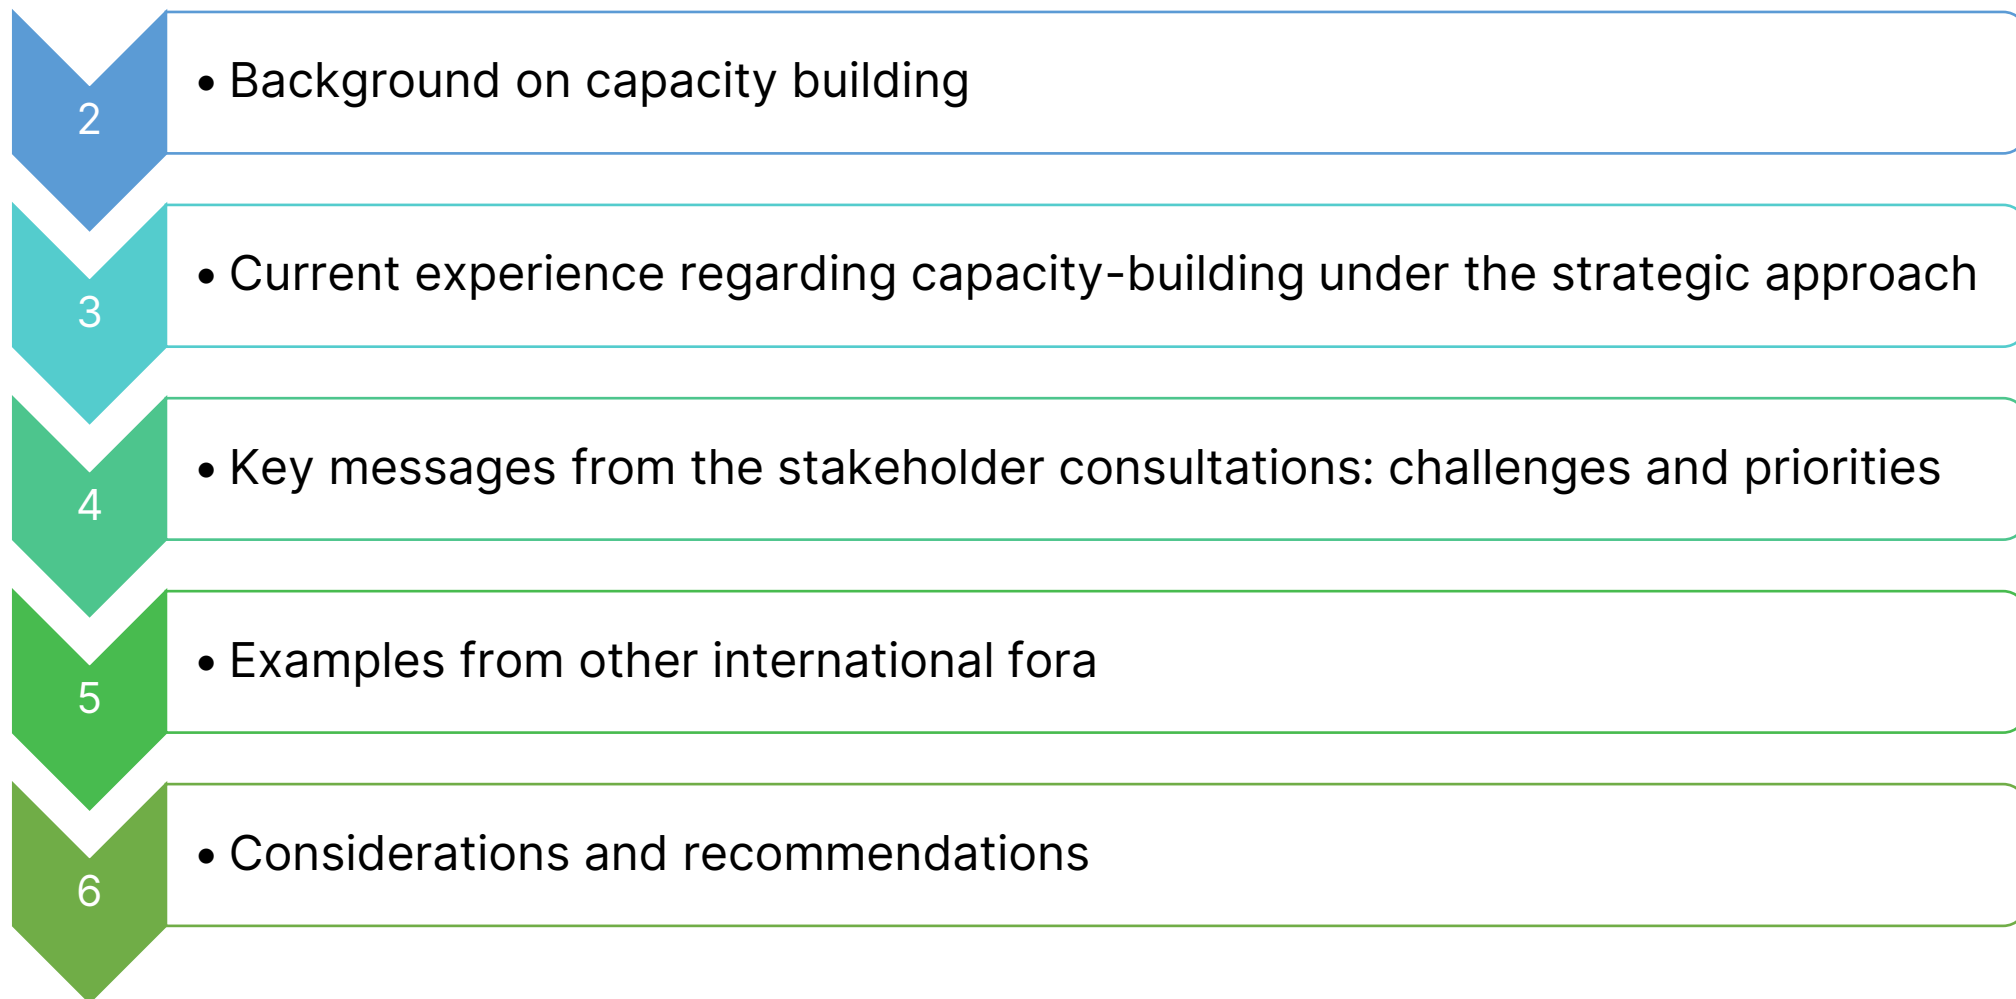 2
• Background on capacity building
3
• Current experience regarding capacity-building under the strategic approach
4
• Key messages from the stakeholder consultations: challenges and priorities
5
• Examples from other international fora
6
• Considerations and recommendations